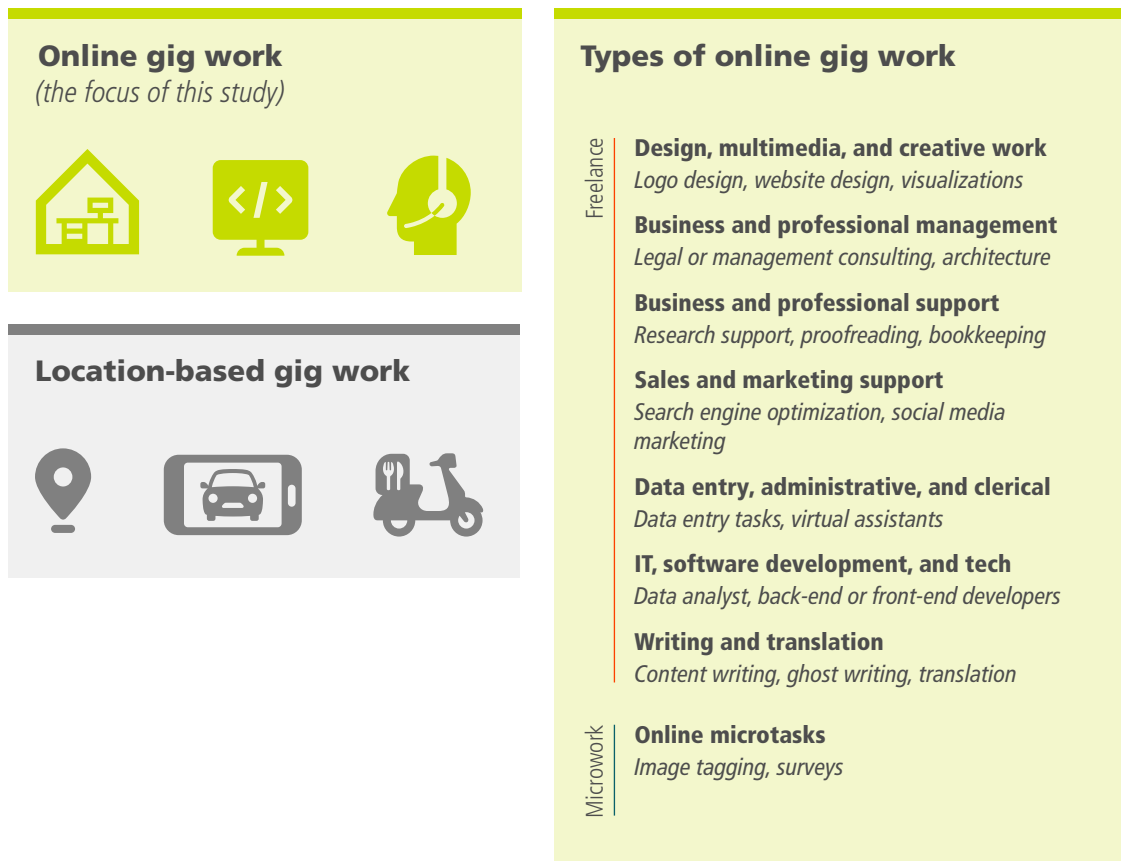 Online gig work
(the focus of this study)
</>
Location-based gig work
Types of online gig work
Freelance
Design, multimedia, and creative work
Logo design, website design, visualizations
Business and professional management
Legal or management consulting, architecture
Business and professional support
Research support, proofreading, bookkeeping
Sales and marketing support
Search engine optimization, social media
marketing
Data entry, administrative, and clerical
Data entry tasks, virtual assistants
IT, software development, and tech
Data analyst, back-end or front-end developers
Writing and translation
Content writing, ghost writing, translation
Microwork
Online microtasks
Image tagging, surveys